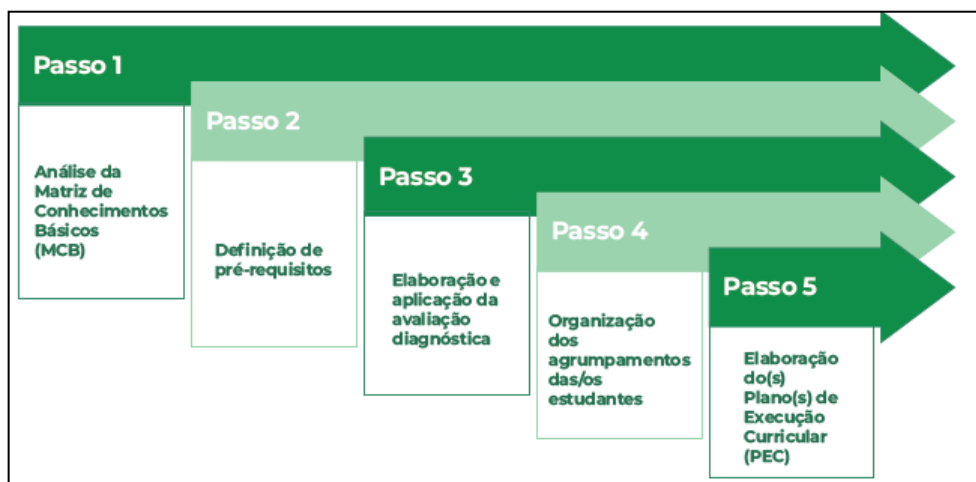 Passo 1
Análise da
Matriz de
Conhecimentos
Básicos
(MCB)
Passo 2
Definição de
pré-requisitos
Passo 3
Elaboração e
aplicação da
avaliação
diagnóstica
Passo 4
Organização
dos
agrumpamentos
das/os
estudantes
Passo 5
Elaboração
do(s)
Plano(s) de
Execução
Curricular
(PEC)